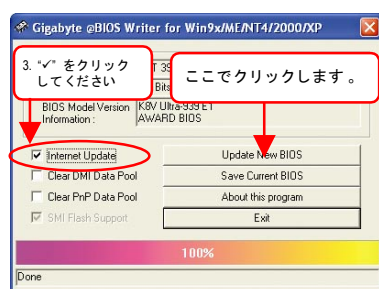 Gigabyte @BIOS Writer for Win9x/ME/NT4/2000/XP
3. "✓" をクリック
してください
ここでクリックします。
Bits
BIOS Model Version
Information :
K8V Ultra-939 E1
AWARD BIOS
Internet Update
Update New BIOS
Clear DMI Data Pool
Save Current BIOS
Clear PnP Data Pool
About this program
SMI Flash Support
Exit
100%
Done